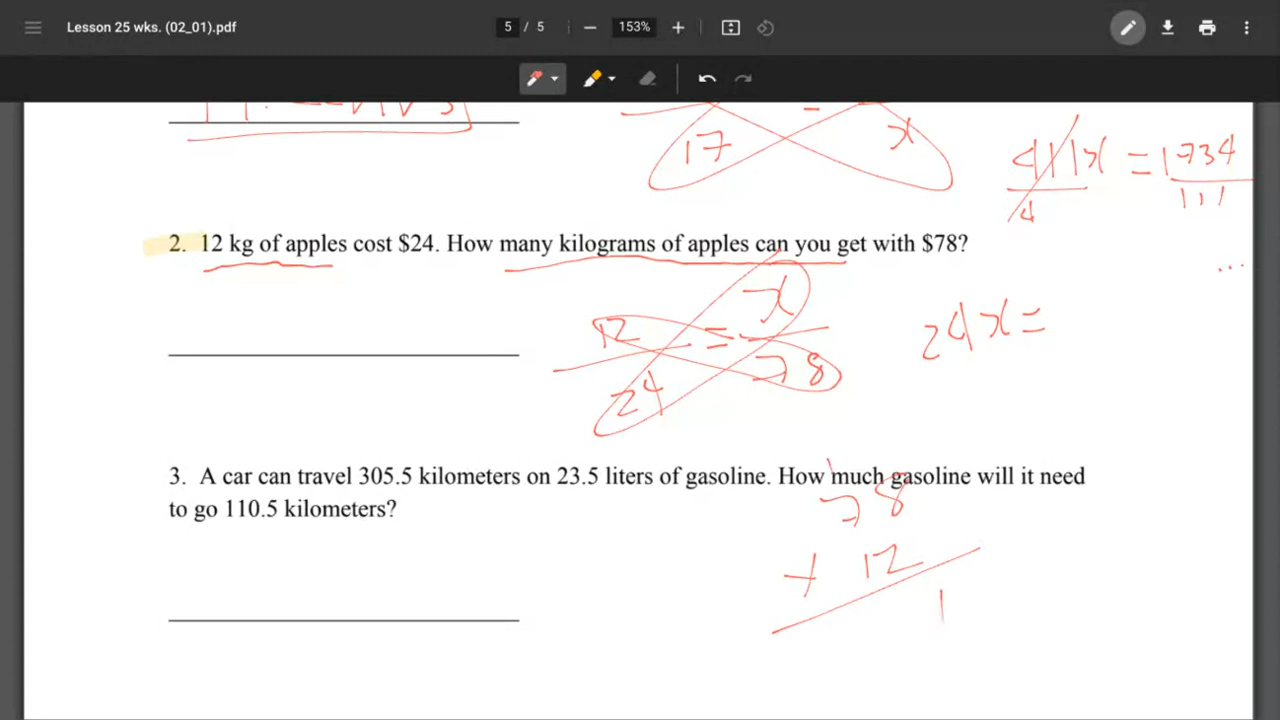 Lesson 25 wks. (02_01).pdf
5 / 5
153%
17
x
411x = 1734
4
111
2. 12 kg of apples cost $24. How many kilograms of apples can you get with $78?
...
12 = x
24 78
24x =
3. A car can travel 305.5 kilometers on 23.5 liters of gasoline. How much gasoline will it need
to go 110.5 kilometers?
1
78
+ 12
1